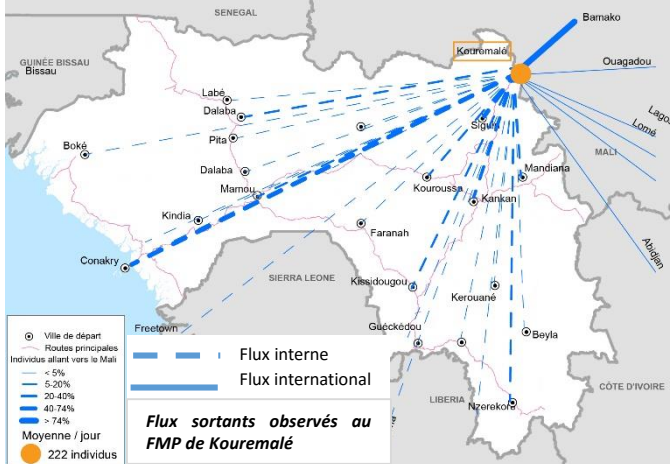 SENEGAL
Bamako
GUINÉE BISSAU
Bissau
Kouremalé
Ouagadou
Labé
Dalaba
Lagos
Siguiri
Lomé
Pita
MALI
Boké
Dalaba
Kouroussa
Mandiana
Mamou
Kankan
Kindia
Faranah
Abidjan
Conakry
SIERRA LEONE
Kissidougou
Kerouané
Freetown
Guéckédou
Beyla
CÔTE D'IVOIRE
LIBERIA
Nzerekore
Ville de départ
Routes principales
Individus allant vers le Mali
< 5%
5-20%
20-40%
40-74%
> 74%
Moyenne / jour
222 individus
Flux interne
Flux international
Flux sortants observés au
FMP de Kouremalé